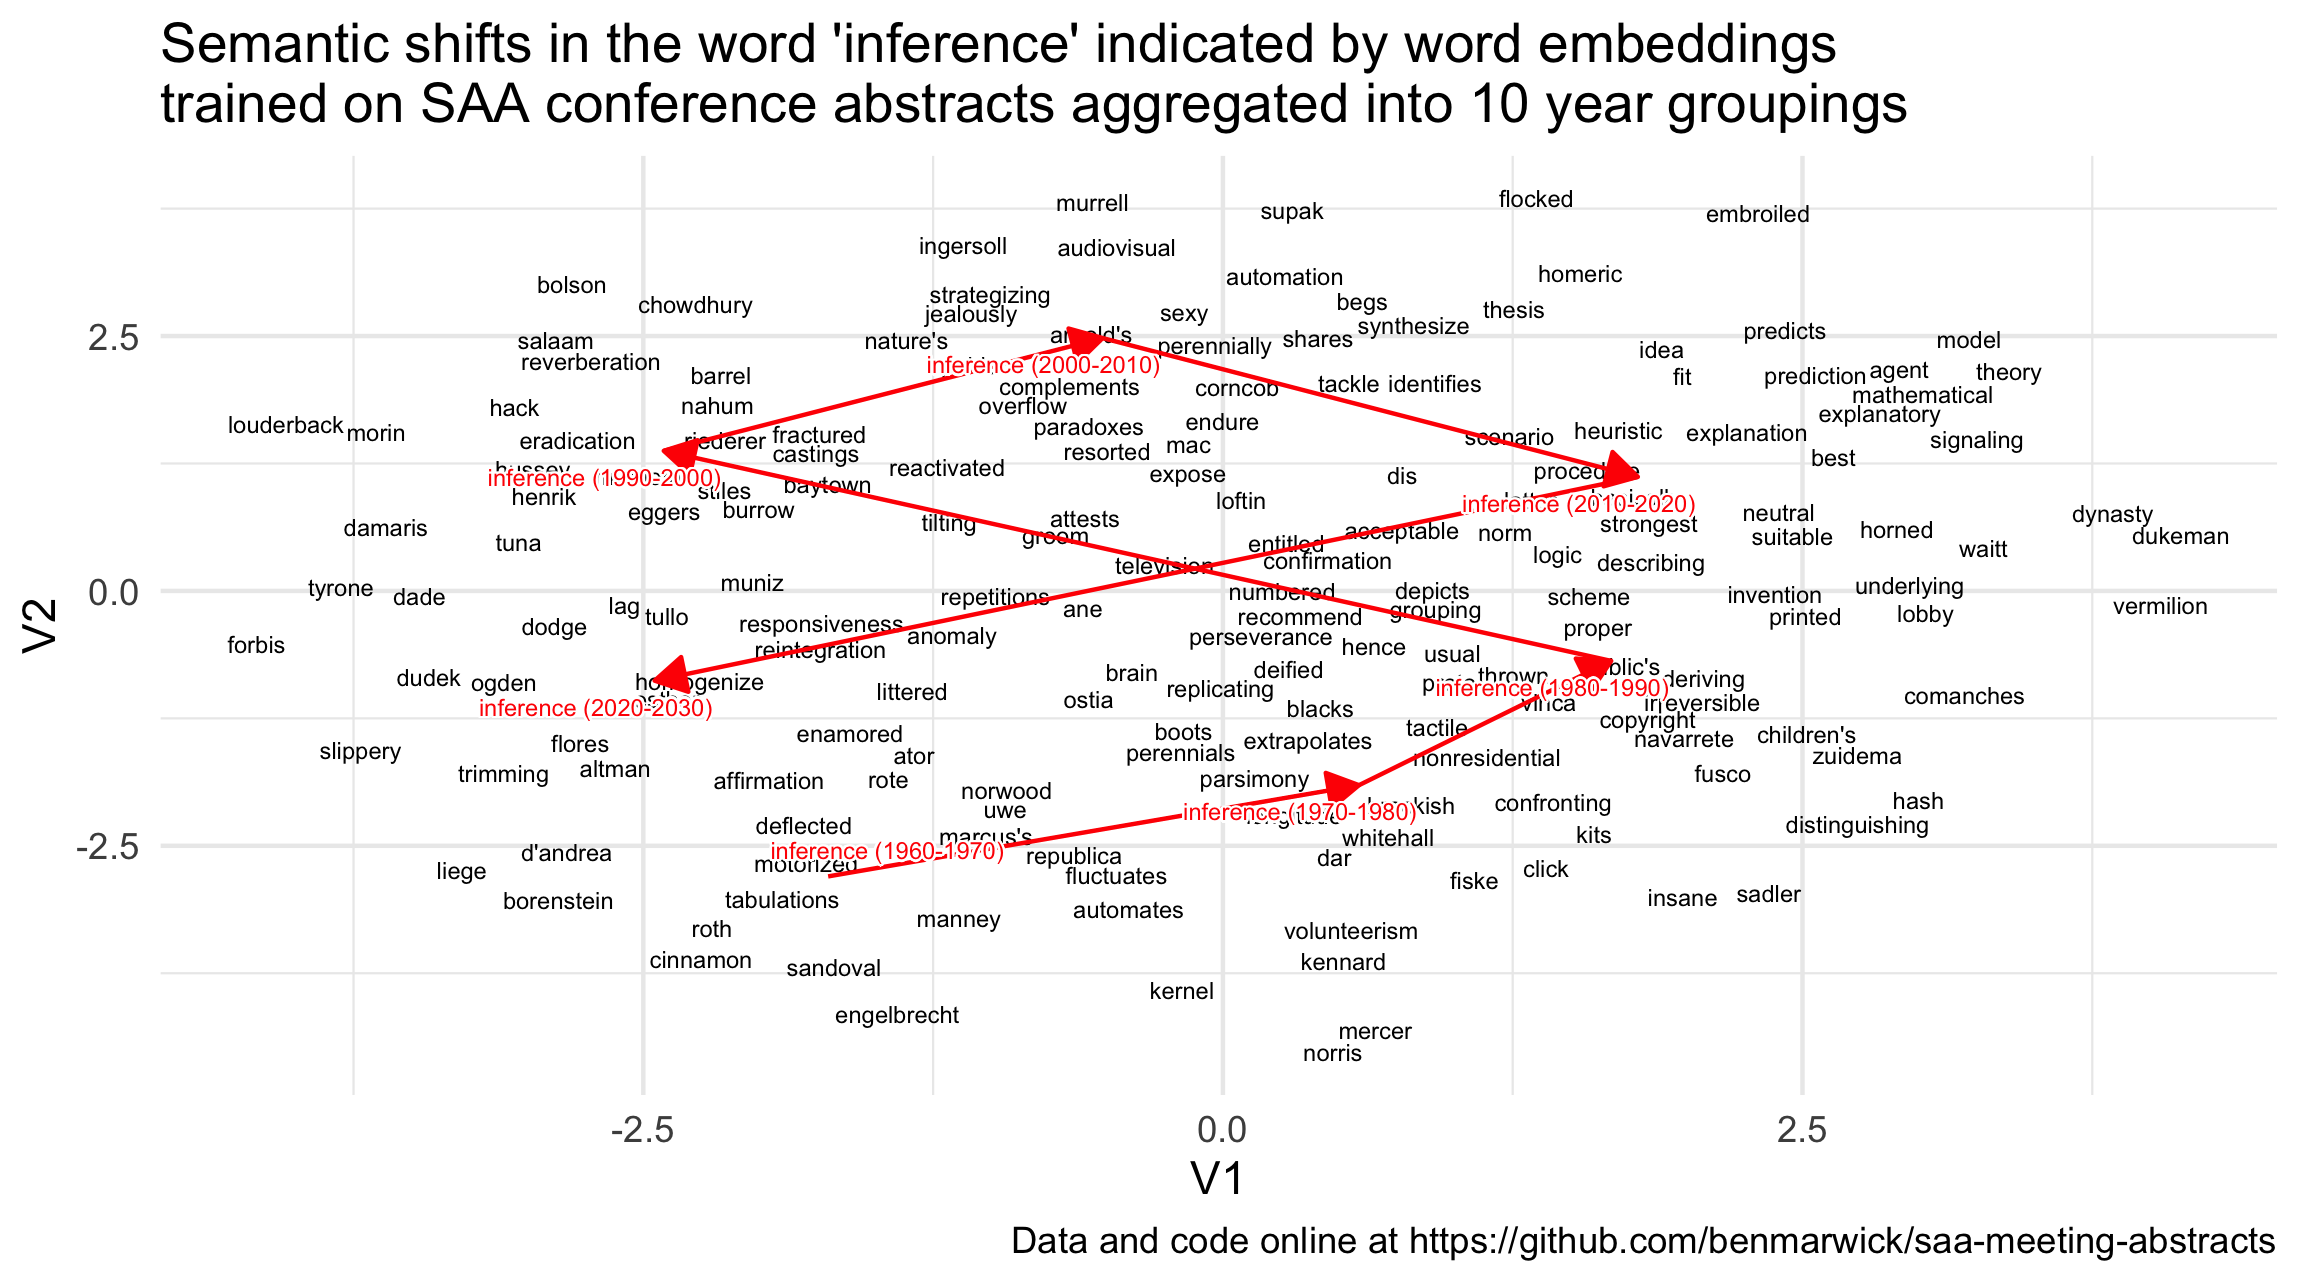 Semantic shifts in the word 'inference' indicated by word embeddings
trained on SAA conference abstracts aggregated into 10 year groupings
murrell
supak
flocked
embroiled
ingersoll
audiovisual
automation
homeric
bolson
chowdhury
strategizing
jealously
sexy
begs
thesis
synthesize
predicts
2.5
salaam
nature's
perennially
shares
idea
model
reverberation
inference (2000-2010)
barrel
complements
corncob
tackle
identifies
fit
prediction
agent
theory
mathematical
hack
nahum
overflow
explanatory
louderback
morin
paradoxes
endure
eradication
riederer
fractured
castings
resorted
mac
scenario
heuristic
explanation
signaling
best
inference (1990-2000)
reactivated
expose
dis
procedure
henrik
stiles
baytown
loftin
inference (2010-2020)
eggers
burrow
damaris
tilting
attests
acceptable
norm
strongest
neutral
dynasty
tuna
groom
entitled
suitable
horned
dukeman
television
confirmation
logic
describing
waitt
V2
0.0
tyrone
dade
muniz
repetitions
numbered
depicts
scheme
invention
underlying
lag
tullo
ane
recommend
grouping
printed
lobby
vermilion
forbis
dodge
responsiveness
anomaly
perseverance
proper
reintegration
hence
usual
dudek
ogden
homogenize
brain
deified
thrown
deriving
inference (2020-2030)
littered
ostia
replicating
inference (1980-1990)
irreversible
comanches
blacks
copyright
slippery
flores
enamored
boots
extrapolates
tactile
navarrete
children's
ator
perennials
nonresidential
zuidema
trimming
altman
affirmation
rote
parsimony
fusco
norwood
uwe
inference (1970-1980)
confronting
hash
deflected
marcus's
whitehall
kits
distinguishing
-2.5
d'andrea
inference (1960-1970)
motorized
republica
dar
liege
fluctuates
fiske
click
borenstein
tabulations
automates
insane
sadler
roth
manney
volunteerism
cinnamon
sandoval
kennard
kernel
engelbrecht
mercer
norris
-2.5
0.0
2.5
V1
Data and code online at https://github.com/benmarwick/saa-meeting-abstracts